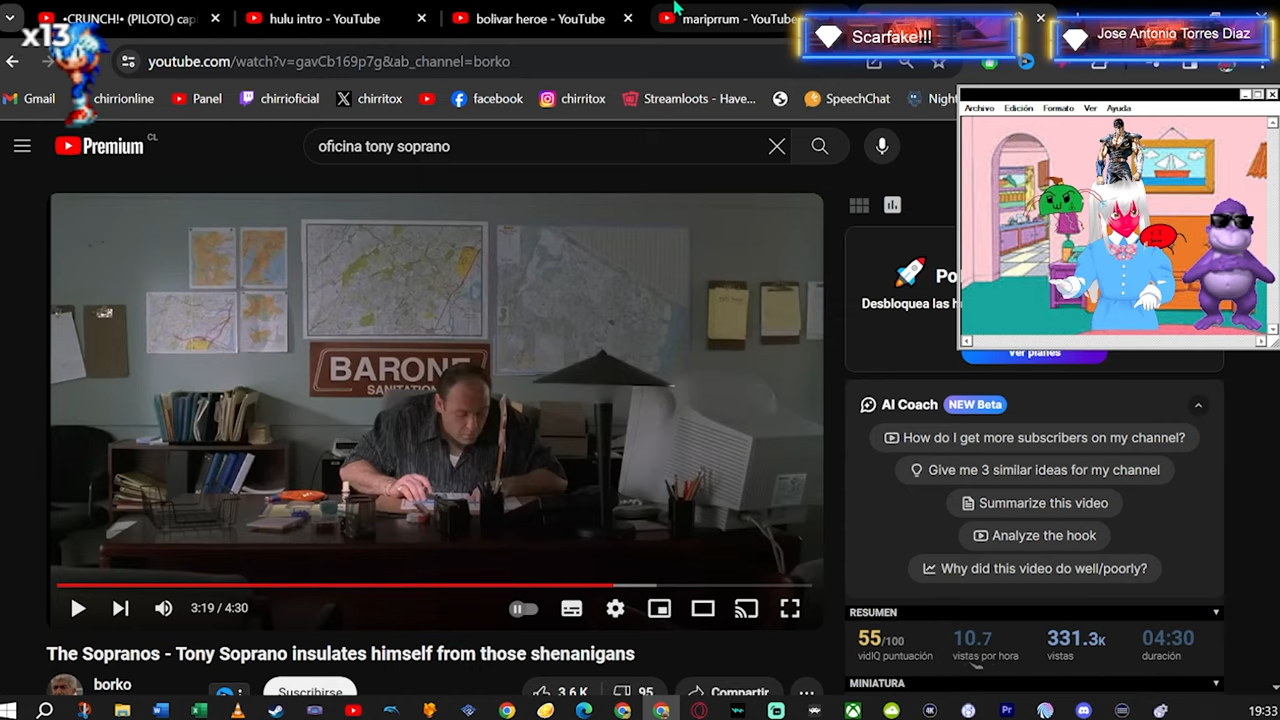 •CRUNCH!• (PILOTO) cap
hulu intro - YouTube
bolivar heroe - YouTube
mariprrum - YouTube
x13
Scarfake!!!
Jose Antonio Torres Diaz
youtube.com/watch?v=gavCb169p7g&ab_channel=borko
Gmail
chirrionline
Panel
chirrioficial
chirritox
facebook
chirritox
Streamloots - Have...
SpeechChat
Nigh
Premium CL
oficina tony soprano
Archivo Edición Formato Ver Ayuda
BARONE
SANITATION
Po
Desbloquea las h
Ver planes
AI Coach NEW Beta
How do I get more subscribers on my channel?
Give me 3 similar ideas for my channel
Summarize this video
Analyze the hook
Why did this video do well/poorly?
3:19 / 4:30
RESUMEN
55/100
vidIQ puntuación
10.7
vistas por hora
331.3K
vistas
04:30
duración
MINIATURA
The Sopranos - Tony Soprano insulates himself from those shenanigans
borko
Suscribirse
3.6 K
95
Compartir
19:33